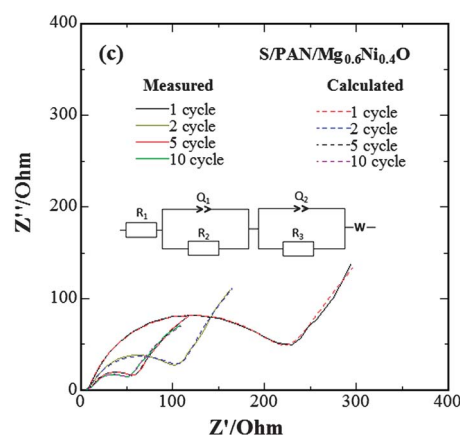 (c) S/PAN/Mg0.6Ni0.4O
Measured
1 cycle
2 cycle
5 cycle
10 cycle
Calculated
1 cycle
2 cycle
5 cycle
10 cycle
R1
Q1
R2
Q2
R3
W
Z''/Ohm
400
300
200
100
0
0 100 200 300 400
Z'/Ohm